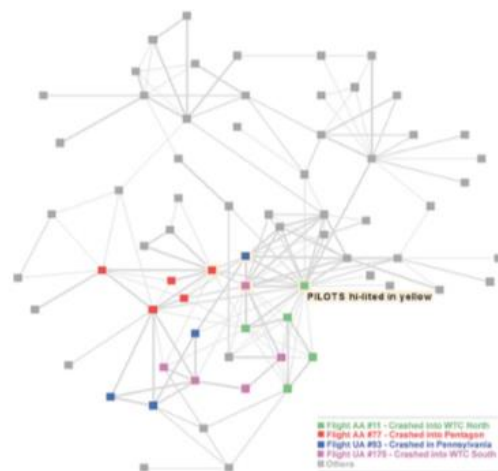 PILOTS hi-lited in yellow
Flight AA #11 - Crashed into WTC North
Flight AA #77 - Crashed into Pentagon
Flight UA #93 - Crashed in Pennsylvania
Flight UA #175 - Crashed into WTC South
Others